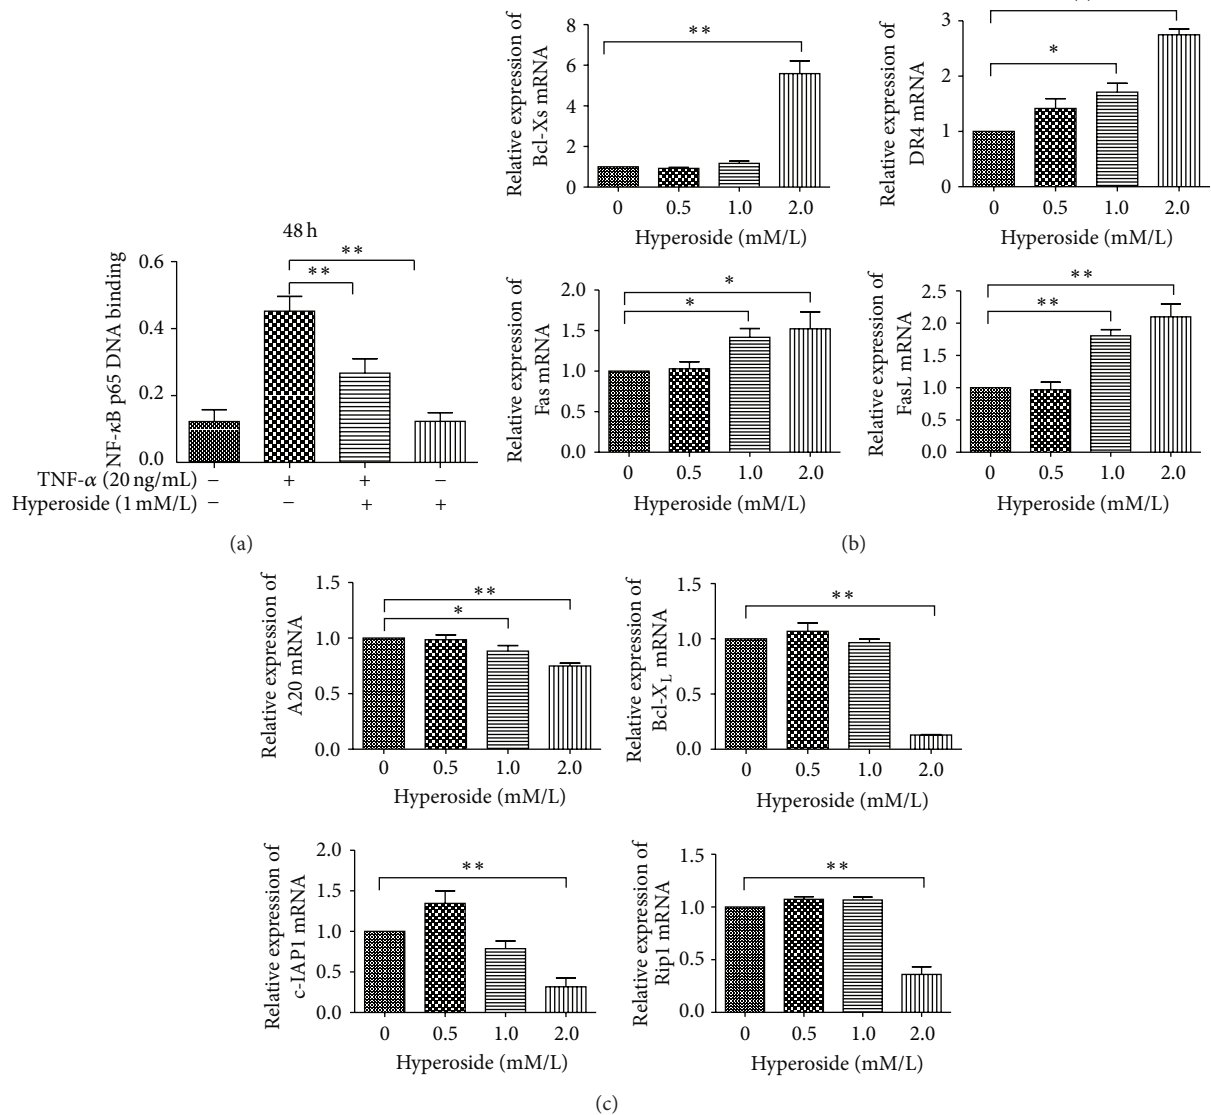 48 h
NF-κB p65 DNA binding
0.6
0.4
0.2
0.0
**
**
TNF-α (20 ng/mL) − + + −
Hyperoside (1 mM/L) − − + +
(a)
Relative expression of
Bcl-Xs mRNA
8
6
4
2
0
**
0 0.5 1.0 2.0
Hyperoside (mM/L)
Relative expression of
DR4 mRNA
3
2
1
0
*
0 0.5 1.0 2.0
Hyperoside (mM/L)
Relative expression of
Fas mRNA
2.0
1.5
1.0
0.5
0.0
*
*
0 0.5 1.0 2.0
Hyperoside (mM/L)
Relative expression of
FasL mRNA
2.5
2.0
1.5
1.0
0.5
0.0
**
**
0 0.5 1.0 2.0
Hyperoside (mM/L)
(b)
Relative expression of
A20 mRNA
1.5
1.0
0.5
0.0
**
*
0 0.5 1.0 2.0
Hyperoside (mM/L)
Relative expression of
Bcl-XL mRNA
1.5
1.0
0.5
0.0
**
0 0.5 1.0 2.0
Hyperoside (mM/L)
Relative expression of
c-IAP1 mRNA
2.0
1.5
1.0
0.5
0.0
**
0 0.5 1.0 2.0
Hyperoside (mM/L)
Relative expression of
Rip1 mRNA
1.5
1.0
0.5
0.0
**
0 0.5 1.0 2.0
Hyperoside (mM/L)
(c)